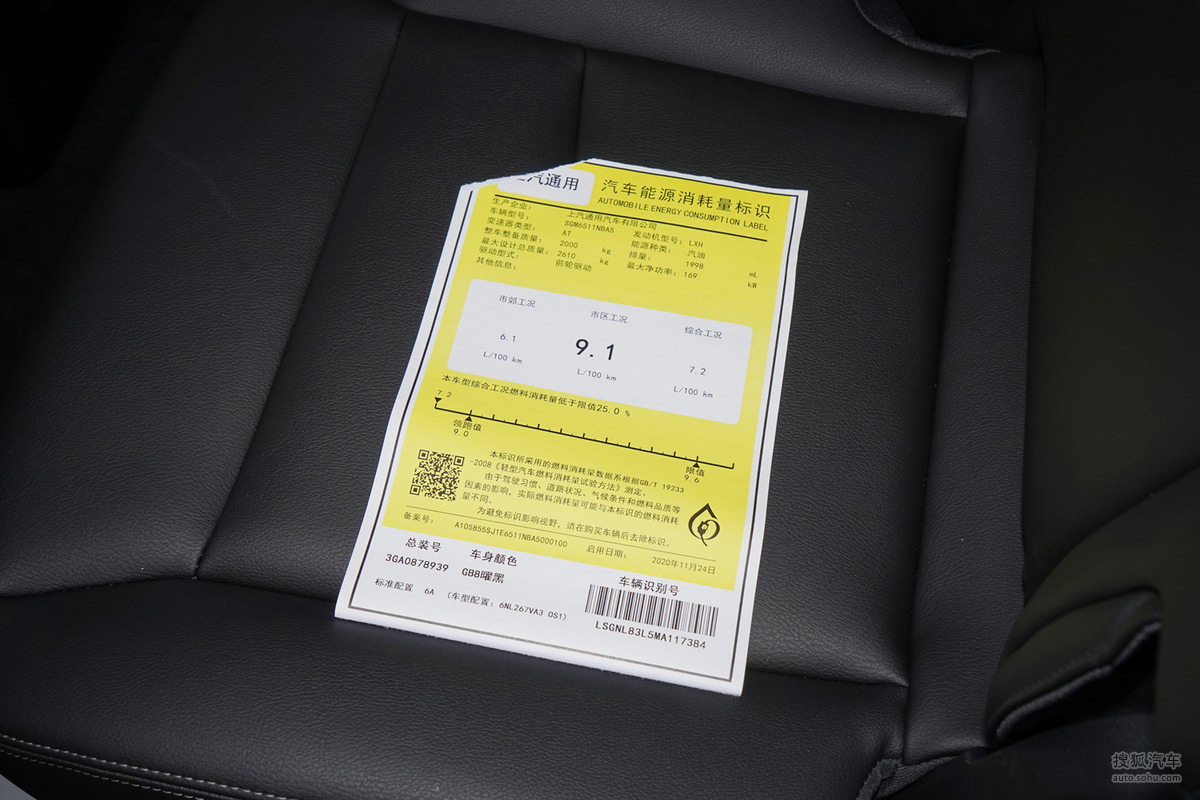 汽通用 汽车能源消耗量标识
AUTOMOBILE ENERGY CONSUMPTION LABEL
生产企业: 上汽通用汽车有限公司
车辆型号: SGM6511NBA5 发动机型号: LXH
变速器类型: AT 能源种类: 汽油
整车整备质量: 2000 kg 排量: 1998 mL
最大设计总质量: 2610 kg 最大净功率: 169 kW
驱动型式: 前轮驱动
其他信息:
市郊工况 市区工况 综合工况
6.1 9.1 7.2
L/100 km L/100 km L/100 km
本车型综合工况燃料消耗量低于限值25.0 %
7.2
领跑值 限值
9.0 9.6
本标识所采用的燃料消耗量数据系根据GB/T 19233
-2008《轻型汽车燃料消耗量试验方法》测定。
由于驾驶习惯、道路状况、气候条件和燃料品质等
因素的影响，实际燃料消耗量可能与本标识的燃料消耗
量不同。
为避免标识影响视野，请在购买车辆后去除标识。
备案号: A105855SJ1E6511NBA5000100 启用日期: 2020年11月24日
总装号 车身颜色 车辆识别号
3GA0878939 GB8曜黑
标准配置 6A (车型配置: 6NL267VA3 0S1)
LSGNL83L5MA117384
搜狐汽车
auto.sohu.com